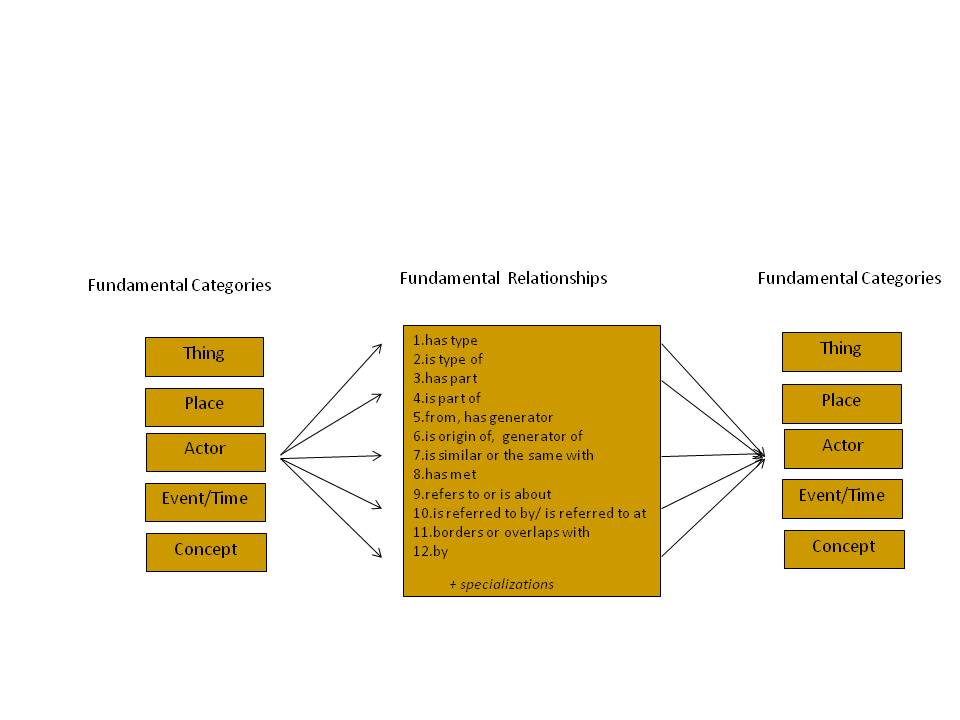 Fundamental Categories
Thing
Place
Actor
Event/Time
Concept
Fundamental  Relationships
1.has type
2.is type of
3.has part
4.is part of
5.from, has generator
6.is origin of,  generator of
7.is similar or the same with
8.has met
9.refers to or is about
10.is referred to by/ is referred to at
11.borders or overlaps with
12.by
+ specializations
Fundamental Categories
Thing
Place
Actor
Event/Time
Concept